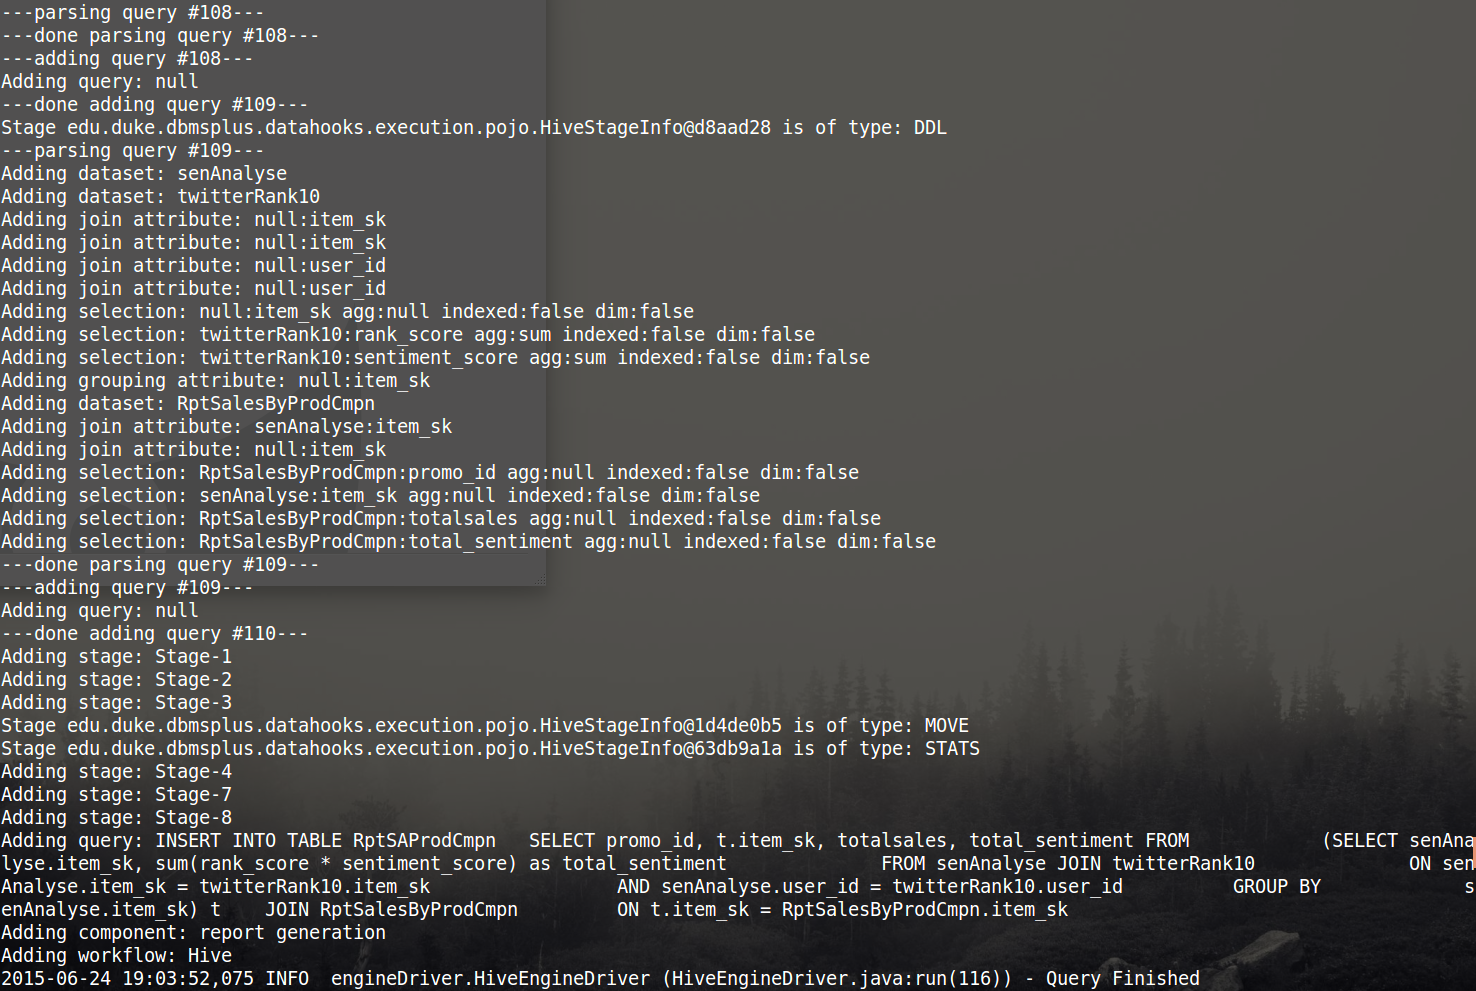 ---parsing query #108---
---done parsing query #108---
---adding query #108---
Adding query: null
---done adding query #109---
Stage edu.duke.dbmsplus.datahooks.execution.pojo.HiveStageInfo@d8aad28 is of type: DDL
---parsing query #109---
Adding dataset: senAnalyse
Adding dataset: twitterRank10
Adding join attribute: null:item_sk
Adding join attribute: null:item_sk
Adding join attribute: null:user_id
Adding join attribute: null:user_id
Adding selection: null:item_sk agg:null indexed:false dim:false
Adding selection: twitterRank10:rank_score agg:sum indexed:false dim:false
Adding selection: twitterRank10:sentiment_score agg:sum indexed:false dim:false
Adding grouping attribute: null:item_sk
Adding dataset: RptSalesByProdCmpn
Adding join attribute: senAnalyse:item_sk
Adding join attribute: null:item_sk
Adding selection: RptSalesByProdCmpn:promo_id agg:null indexed:false dim:false
Adding selection: senAnalyse:item_sk agg:null indexed:false dim:false
Adding selection: RptSalesByProdCmpn:totalsales agg:null indexed:false dim:false
Adding selection: RptSalesByProdCmpn:total_sentiment agg:null indexed:false dim:false
---done parsing query #109---
---adding query #109---
Adding query: null
---done adding query #110---
Adding stage: Stage-1
Adding stage: Stage-2
Adding stage: Stage-3
Stage edu.duke.dbmsplus.datahooks.execution.pojo.HiveStageInfo@1d4de0b5 is of type: MOVE
Stage edu.duke.dbmsplus.datahooks.execution.pojo.HiveStageInfo@63db9a1a is of type: STATS
Adding stage: Stage-4
Adding stage: Stage-7
Adding stage: Stage-8
Adding query: INSERT INTO TABLE RptSAProdCmpn   SELECT promo_id, t.item_sk, totalsales, total_sentiment FROM            (SELECT senAna
lyse.item_sk, sum(rank_score * sentiment_score) as total_sentiment              FROM senAnalyse JOIN twitterRank10              ON sen
Analyse.item_sk = twitterRank10.item_sk                 AND senAnalyse.user_id = twitterRank10.user_id          GROUP BY             s
enAnalyse.item_sk) t    JOIN RptSalesByProdCmpn         ON t.item_sk = RptSalesByProdCmpn.item_sk
Adding component: report generation
Adding workflow: Hive
2015-06-24 19:03:52,075 INFO  engineDriver.HiveEngineDriver (HiveEngineDriver.java:run(116)) - Query Finished